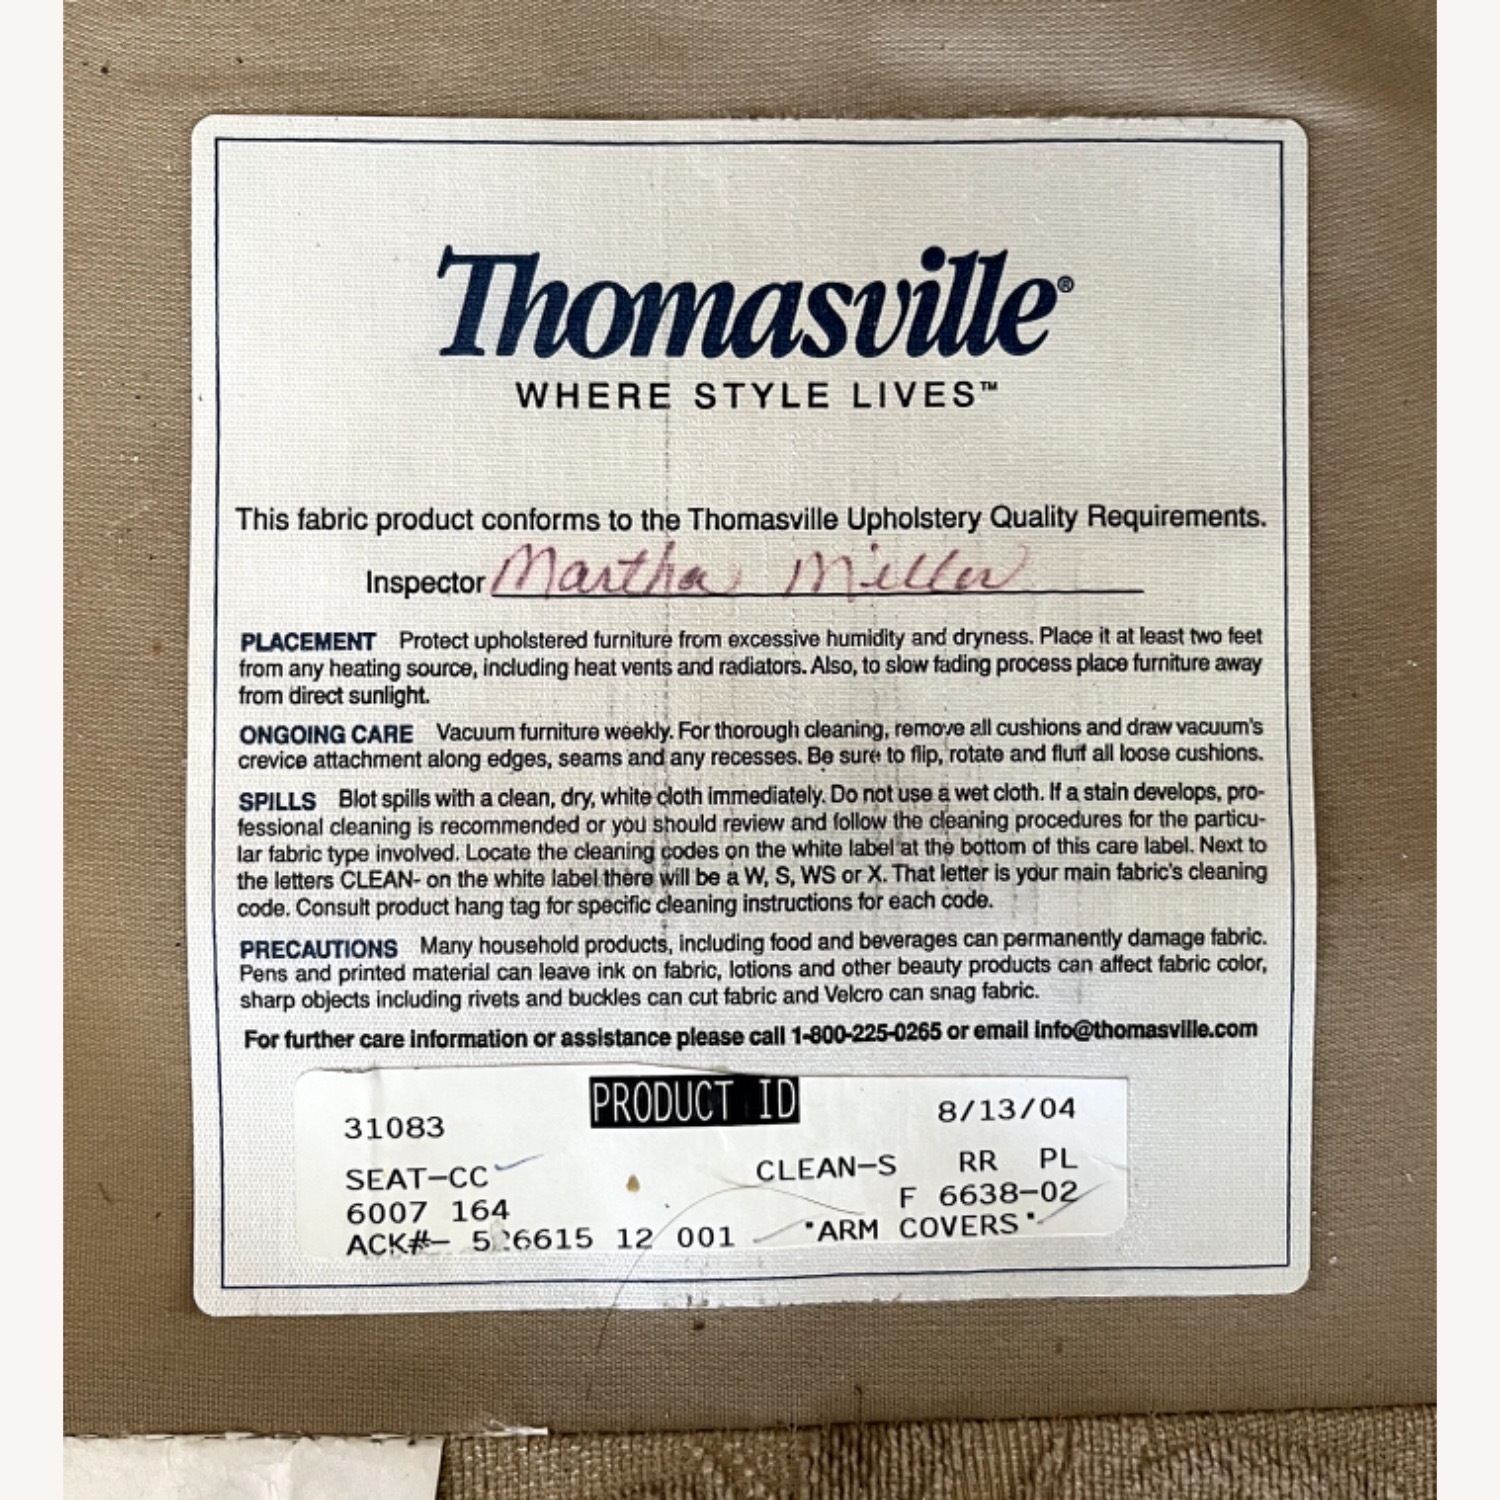 Thomasville®
WHERE STYLE LIVES™
This fabric product conforms to the Thomasville Upholstery Quality Requirements.
Inspector Martha Miller
PLACEMENT Protect upholstered furniture from excessive humidity and dryness. Place it at least two feet
from any heating source, including heat vents and radiators. Also, to slow fading process place furniture away
from direct sunlight.
ONGOING CARE Vacuum furniture weekly. For thorough cleaning, remove all cushions and draw vacuum's
crevice attachment along edges, seams and any recesses. Be sure to flip, rotate and fluff all loose cushions.
SPILLS Blot spills with a clean, dry, white cloth immediately. Do not use a wet cloth. If a stain develops, pro-
fessional cleaning is recommended or you should review and follow the cleaning procedures for the particu-
lar fabric type involved. Locate the cleaning codes on the white label at the bottom of this care label. Next to
the letters CLEAN- on the white label there will be a W, S, WS or X. That letter is your main fabric's cleaning
code. Consult product hang tag for specific cleaning instructions for each code.
PRECAUTIONS Many household products, including food and beverages can permanently damage fabric.
Pens and printed material can leave ink on fabric, lotions and other beauty products can affect fabric color,
sharp objects including rivets and buckles can cut fabric and Velcro can snag fabric.
For further care information or assistance please call 1-800-225-0265 or email info@thomasville.com
PRODUCT ID
31083 8/13/04
SEAT-CC CLEAN-S RR PL
6007 164 F 6638-02
ACK#- 12 001 "ARM COVERS"